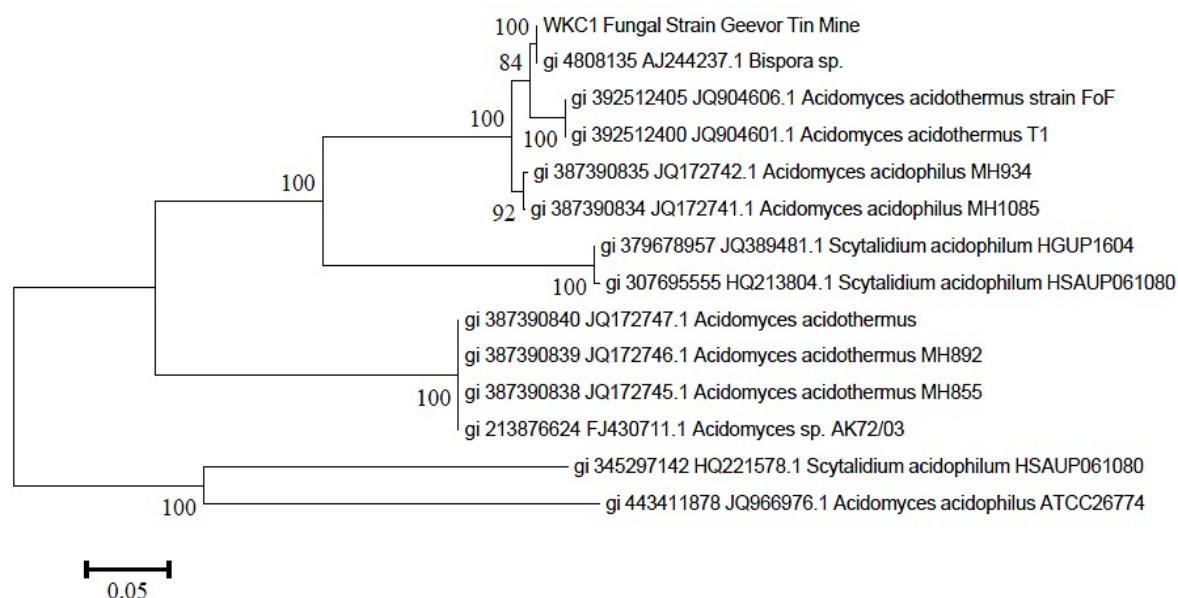 100 WKC1 Fungal Strain Geevor Tin Mine
84 gi 4808135 AJ244237.1 Bispora sp.
gi 392512405 JQ904606.1 Acidomyces acidothermus strain FoF
100
100 gi 392512400 JQ904601.1 Acidomyces acidothermus T1
gi 387390835 JQ172742.1 Acidomyces acidophilus MH934
100
92 gi 387390834 JQ172741.1 Acidomyces acidophilus MH1085
gi 379678957 JQ389481.1 Scytalidium acidophilum HGUP1604
100 gi 307695555 HQ213804.1 Scytalidium acidophilum HSAUP061080
gi 387390840 JQ172747.1 Acidomyces acidothermus
gi 387390839 JQ172746.1 Acidomyces acidothermus MH892
100 gi 387390838 JQ172745.1 Acidomyces acidothermus MH855
gi 213876624 FJ430711.1 Acidomyces sp. AK72/03
gi 345297142 HQ221578.1 Scytalidium acidophilum HSAUP061080
100 gi 443411878 JQ966976.1 Acidomyces acidophilus ATCC26774
0.05